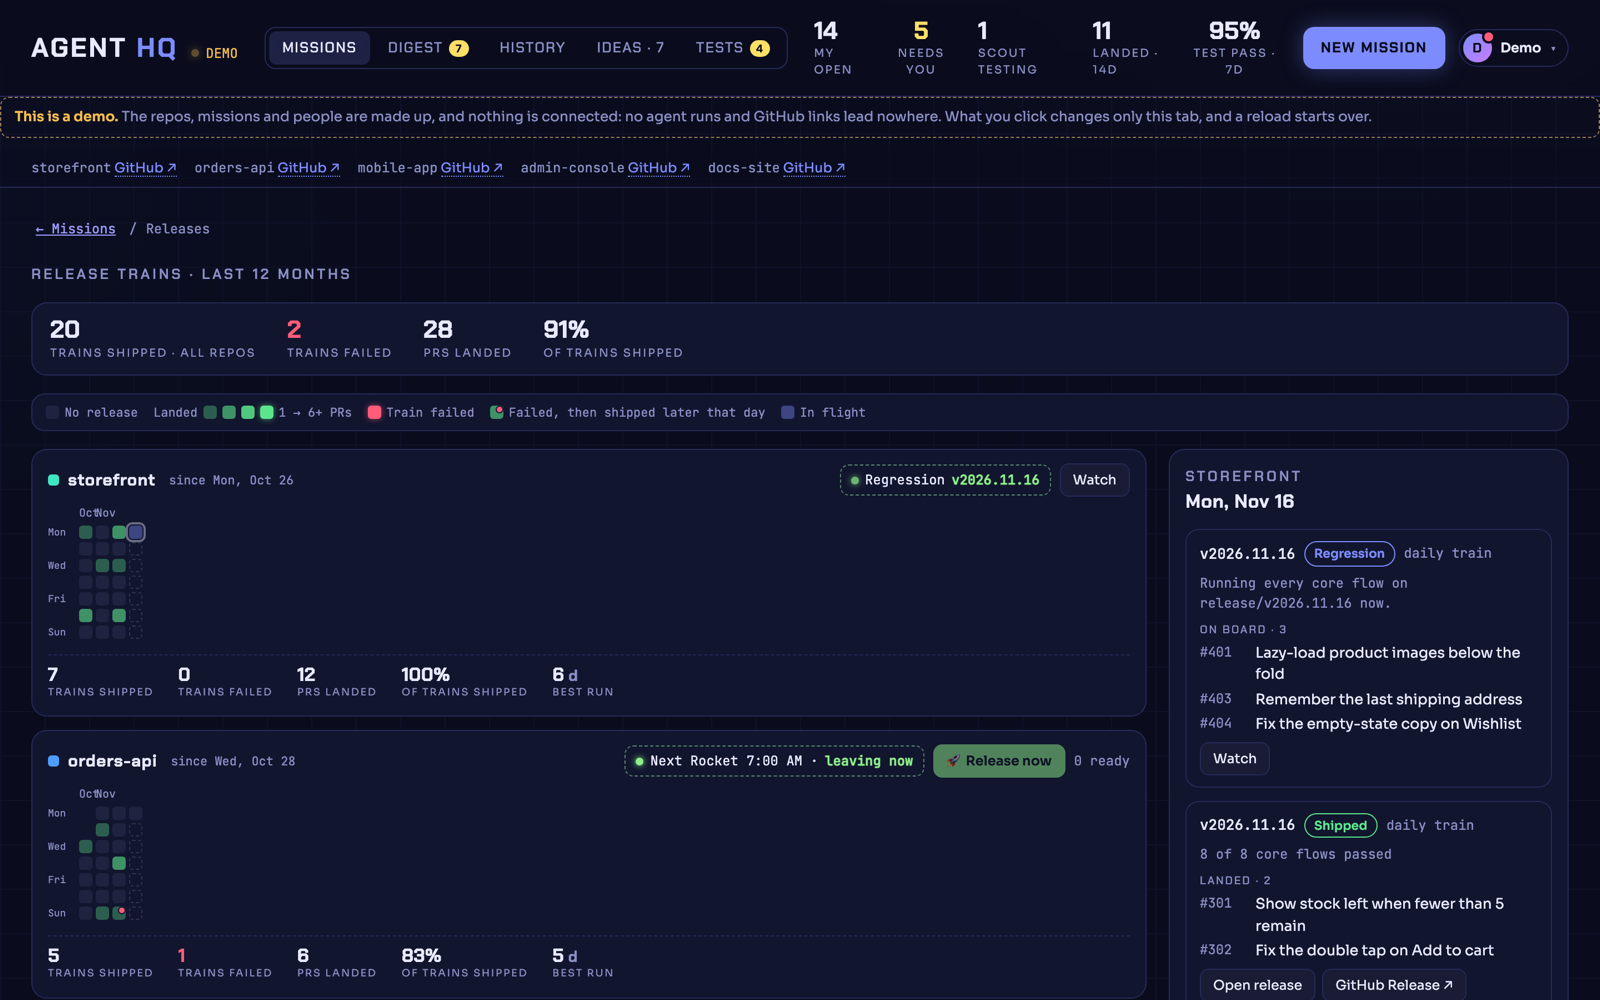 AGENT HQ
DEMO
MISSIONS
DIGEST 7
HISTORY
IDEAS · 7
TESTS 4
14
MY
OPEN
5
NEEDS
YOU
1
SCOUT
TESTING
11
LANDED ·
14D
95%
TEST PASS ·
7D
NEW MISSION
D Demo ▾
This is a demo. The repos, missions and people are made up, and nothing is connected: no agent runs and GitHub links lead nowhere. What you click changes only this tab, and a reload starts over.
storefront GitHub ↗ orders-api GitHub ↗ mobile-app GitHub ↗ admin-console GitHub ↗ docs-site GitHub ↗
← Missions / Releases
RELEASE TRAINS · LAST 12 MONTHS
20
TRAINS SHIPPED · ALL REPOS
2
TRAINS FAILED
28
PRS LANDED
91%
OF TRAINS SHIPPED
No release Landed 1 → 6+ PRs Train failed Failed, then shipped later that day In flight
storefront since Mon, Oct 26
Regression v2026.11.16
Watch
Oct Nov
Mon
Wed
Fri
Sun
7
TRAINS SHIPPED
0
TRAINS FAILED
12
PRS LANDED
100%
OF TRAINS SHIPPED
6 d
BEST RUN
orders-api since Wed, Oct 28
Next Rocket 7:00 AM · leaving now
🚀 Release now
0 ready
Oct Nov
Mon
Wed
Fri
Sun
5
TRAINS SHIPPED
1
TRAINS FAILED
6
PRS LANDED
83%
OF TRAINS SHIPPED
5 d
BEST RUN
STOREFRONT
Mon, Nov 16
v2026.11.16 Regression daily train
Running every core flow on
release/v2026.11.16 now.
ON BOARD · 3
#401 Lazy-load product images below the
fold
#403 Remember the last shipping address
#404 Fix the empty-state copy on Wishlist
Watch
v2026.11.16 Shipped daily train
8 of 8 core flows passed
LANDED · 2
#301 Show stock left when fewer than 5
remain
#302 Fix the double tap on Add to cart
Open release
GitHub Release ↗